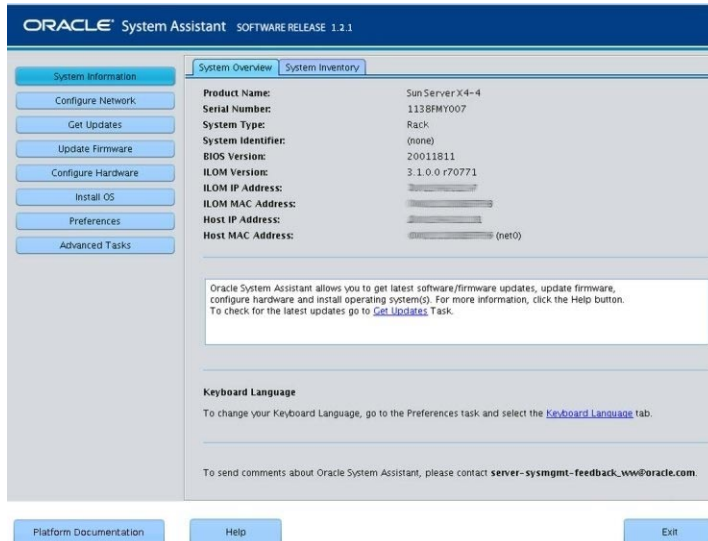 ORACLE System Assistant SOFTWARE RELEASE 1.2.1
System Information
Configure Network
Get Updates
Update Firmware
Configure Hardware
Install OS
Preferences
Advanced Tasks
System Overview System Inventory
Product Name: Sun Server X4-4
Serial Number: 1138FMY007
System Type: Rack
System Identifier: (none)
BIOS Version: 20011811
ILOM Version: 3.1.0.0 r70771
ILOM IP Address:
ILOM MAC Address:
Host IP Address:
Host MAC Address: (net0)
Oracle System Assistant allows you to get latest software/firmware updates, update firmware,
configure hardware and install operating system(s). For more information, click the Help button.
To check for the latest updates go to Get Updates Task.
Keyboard Language
To change your Keyboard Language, go to the Preferences task and select the Keyboard Language tab.
To send comments about Oracle System Assistant, please contact server-sysmgmt-feedback_ww@oracle.com.
Platform Documentation
Help
Exit